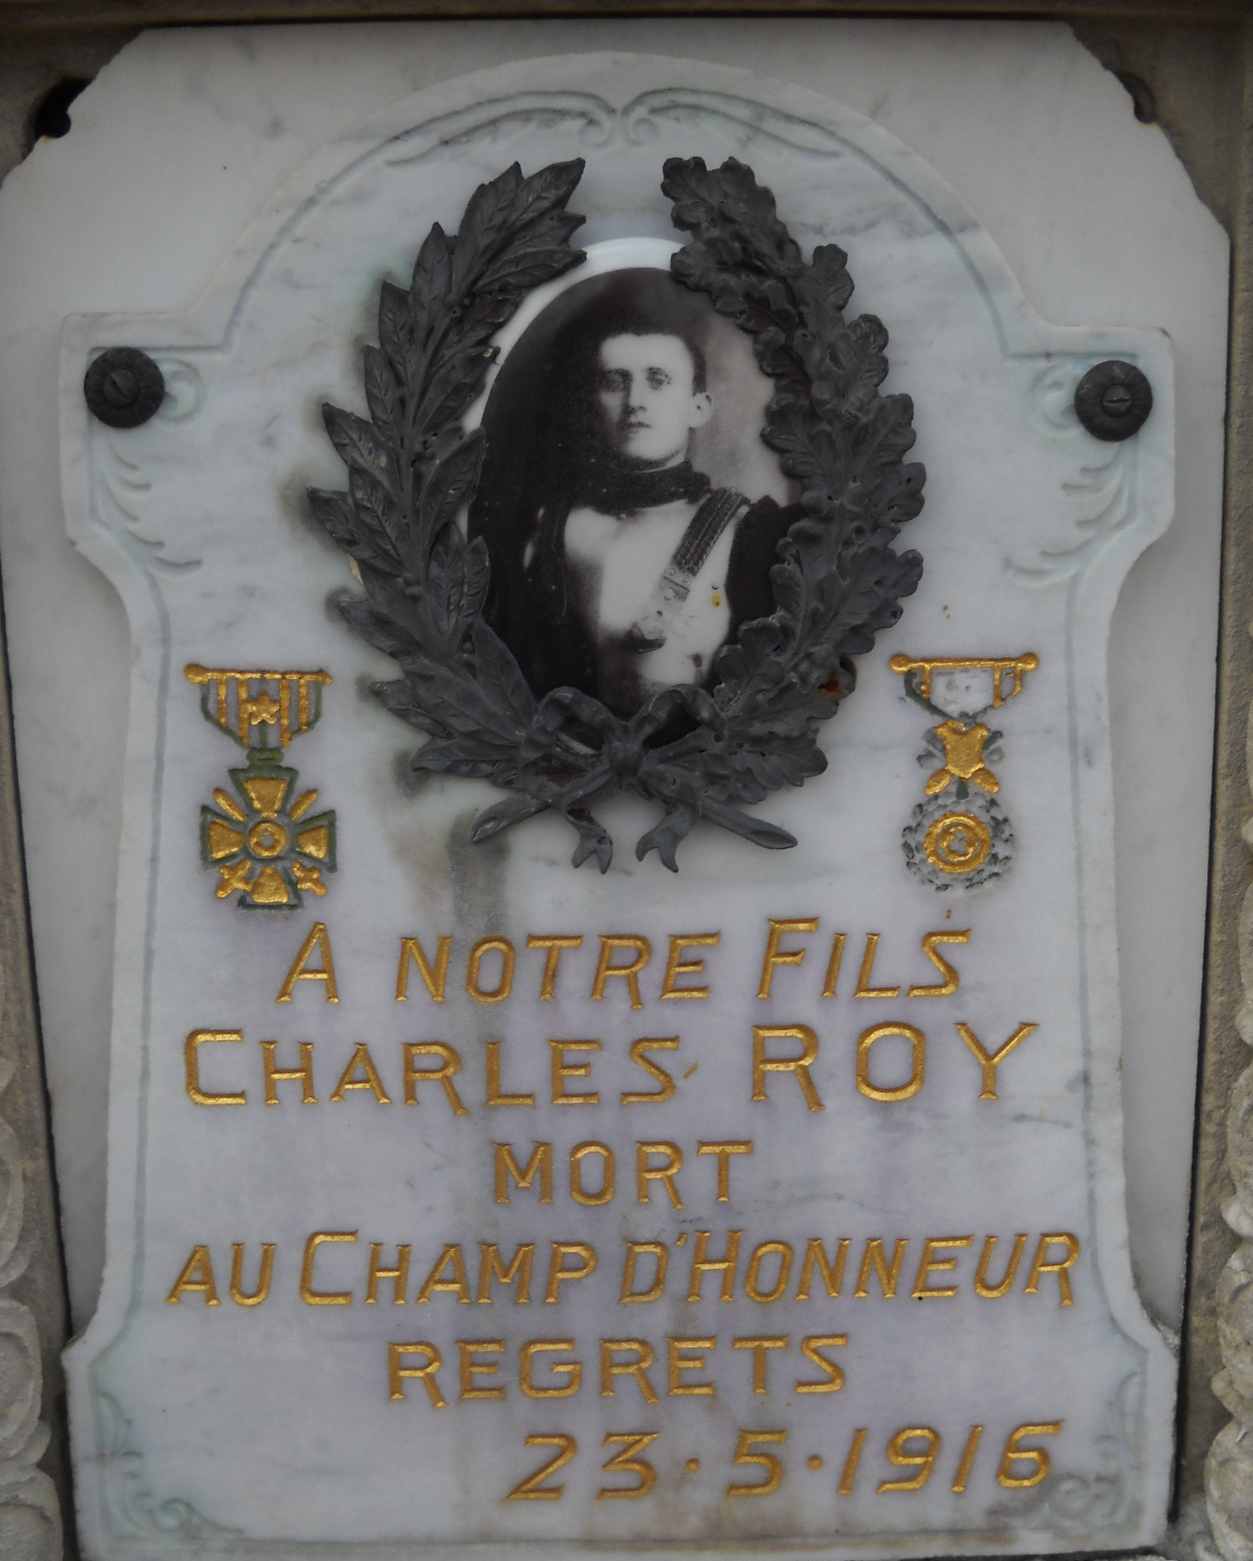 A NOTRE FILS
CHARLES ROY
MORT
AU CHAMP D'HONNEUR
REGRETS
23.5.1916